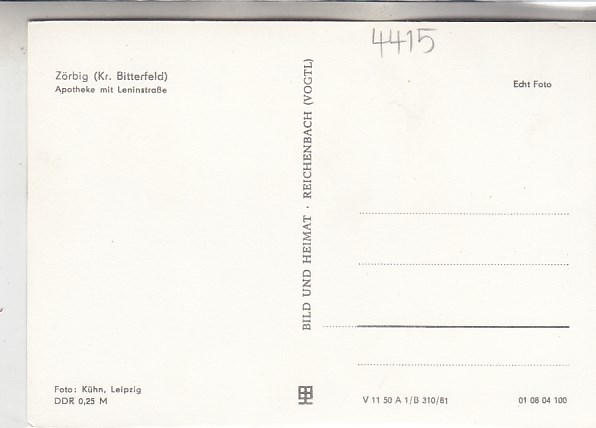 4415
Zörbig (Kr. Bitterfeld)
Apotheke mit Leninstraße
Echt Foto
BILD UND HEIMAT · REICHENBACH (VOGTL)
Foto: Kühn, Leipzig
DDR 0,25 M
V 11 50 A 1/B 310/61
01 08 04 100